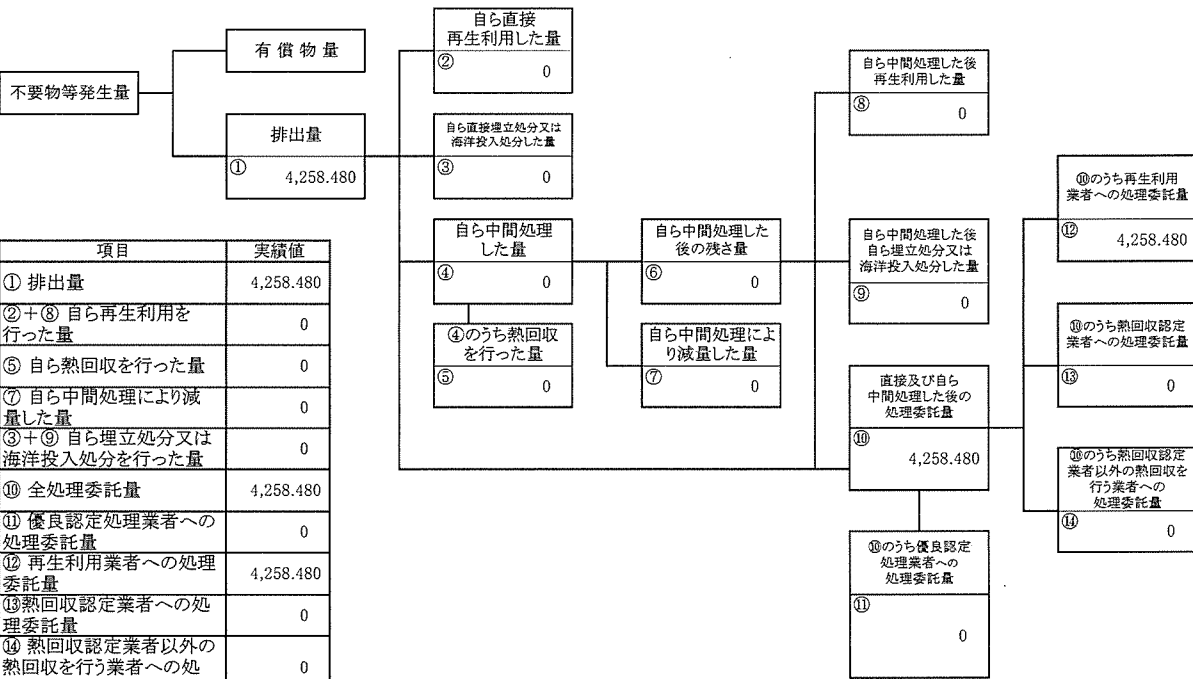 不要物等発生量
有償物量
排出量
①
4,258.480
自ら直接
再生利用した量
②
0
自ら直接埋立処分又は
海洋投入処分した量
③
0
自ら中間処理
した量
④
0
④のうち熱回収
を行った量
⑤
0
自ら中間処理した
後の残さ量
⑥
0
自ら中間処理によ
り減量した量
⑦
0
自ら中間処理した後
再生利用した量
⑧
0
自ら中間処理した後
自ら埋立処分又は
海洋投入処分した量
⑨
0
直接及び自ら
中間処理した後の
処理委託量
⑩
4,258.480
⑩のうち優良認定
処理業者への
処理委託量
⑪
0
⑩のうち再生利用
業者への処理委託量
⑫
4,258.480
⑩のうち熱回収認定
業者への処理委託量
⑬
0
⑩のうち熱回収認定
業者以外の熱回収を
行う業者への
処理委託量
⑭
0
項目 実績値
① 排出量 4,258.480
②+⑧ 自ら再生利用を
行った量 0
⑤ 自ら熱回収を行った量 0
⑦ 自ら中間処理により減
量した量 0
③+⑨ 自ら埋立処分又は
海洋投入処分を行った量 0
⑩ 全処理委託量 4,258.480
⑪ 優良認定処理業者への
処理委託量 0
⑫ 再生利用業者への処理
委託量 4,258.480
⑬熱回収認定業者への処
理委託量 0
⑭ 熱回収認定業者以外の
熱回収を行う業者への処 0